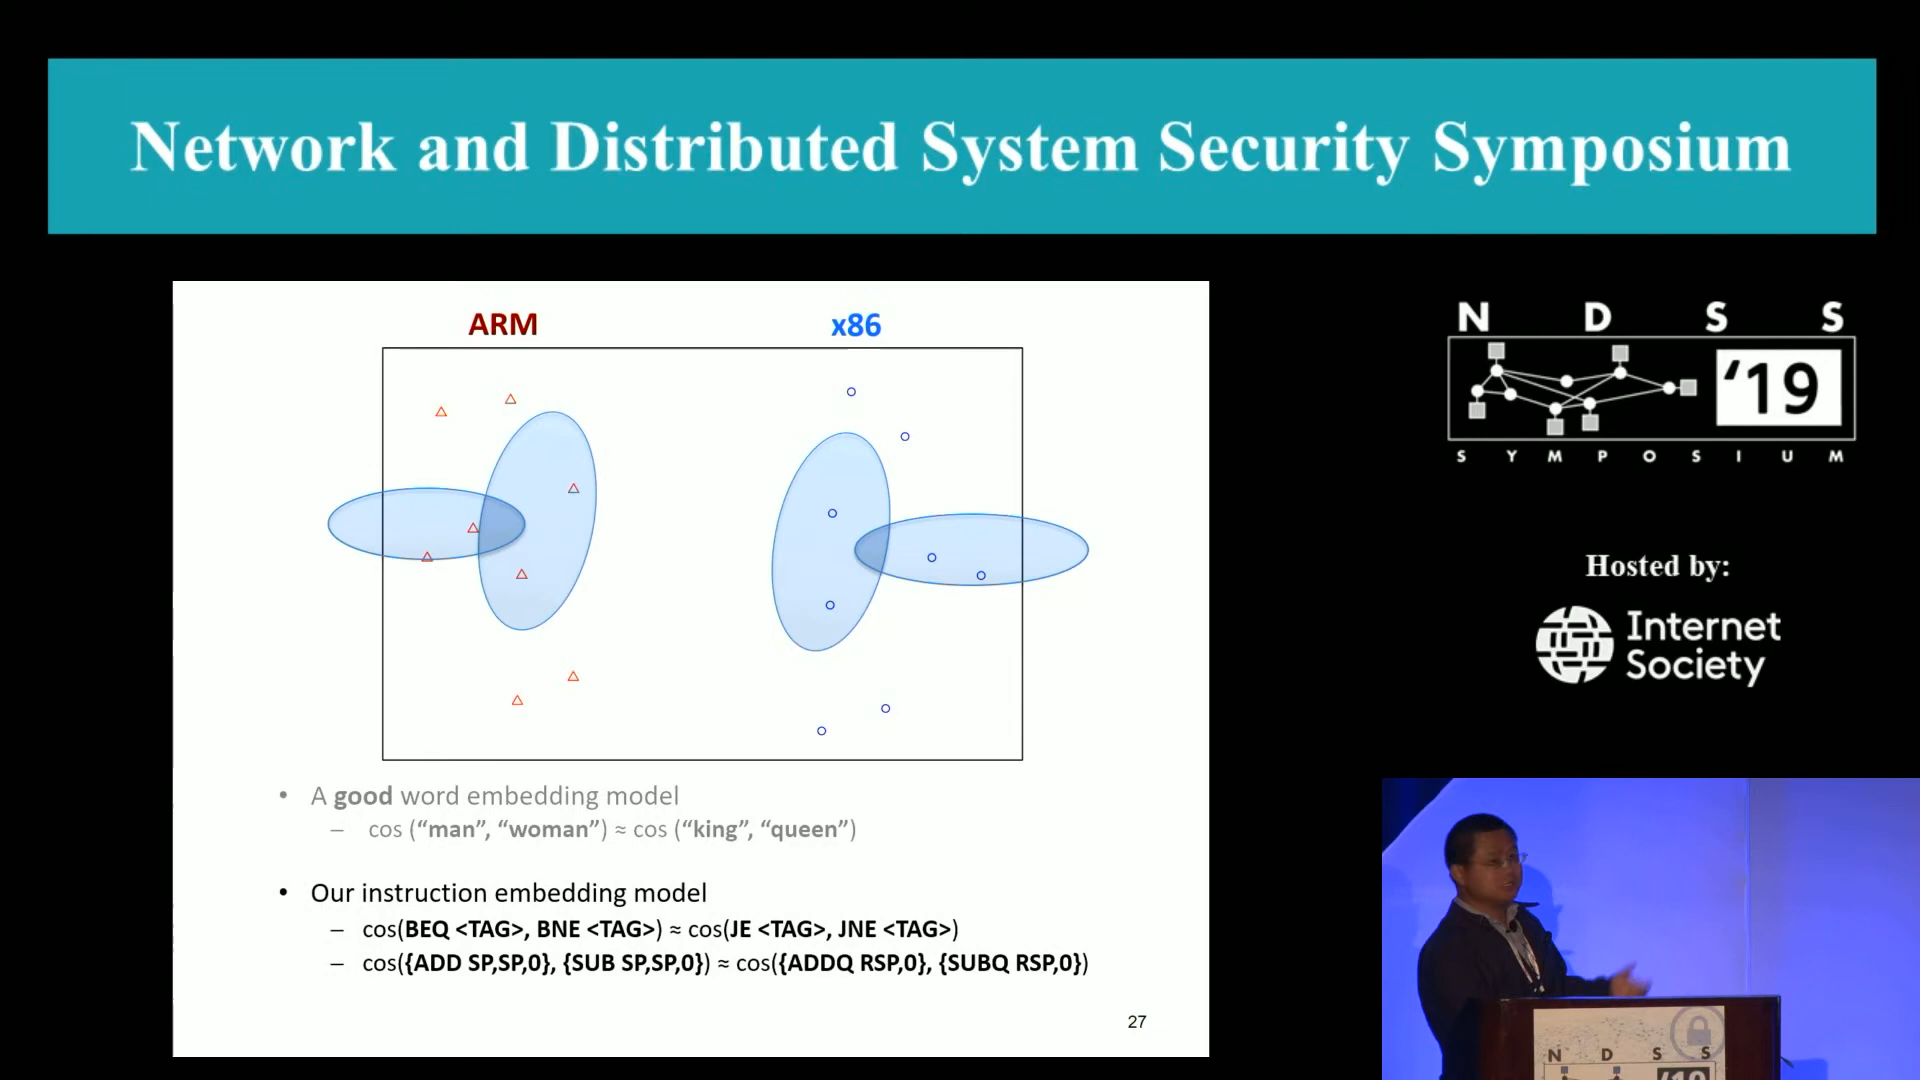 Network and Distributed System Security Symposium
ARM
x86
• A good word embedding model
– cos (“man”, “woman”) ≈ cos (“king”, “queen”)
• Our instruction embedding model
– cos(BEQ <TAG>, BNE <TAG>) ≈ cos(JE <TAG>, JNE <TAG>)
– cos({ADD SP,SP,0}, {SUB SP,SP,0}) ≈ cos({ADDQ RSP,0}, {SUBQ RSP,0})
27
N D S S
‘19
S Y M P O S I U M
Hosted by:
Internet
Society
N D S S
'19